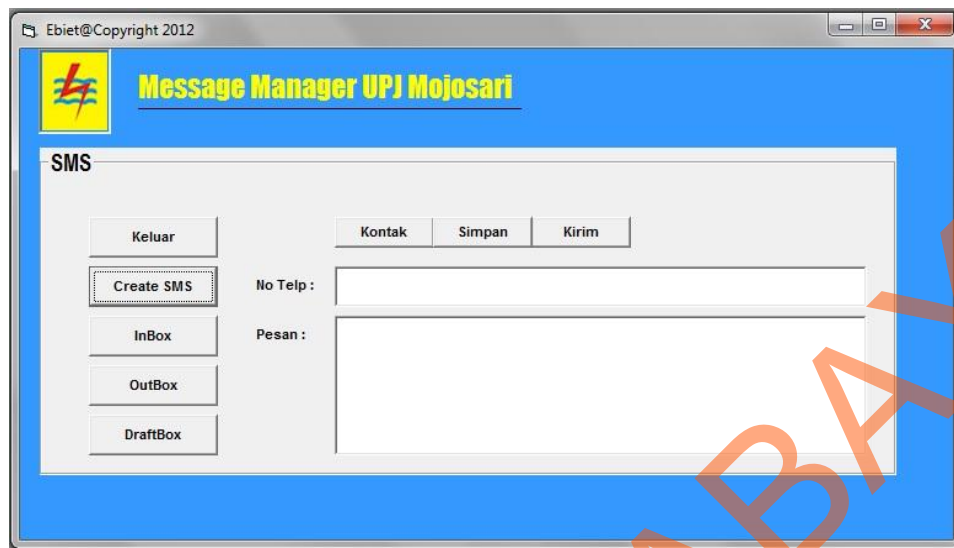 Ebiet@Copyright 2012
Message Manager UPJ Mojosari
SMS
Keluar
Kontak Simpan Kirim
Create SMS
No Telp :
InBox
Pesan :
OutBox
DraftBox
ABAY